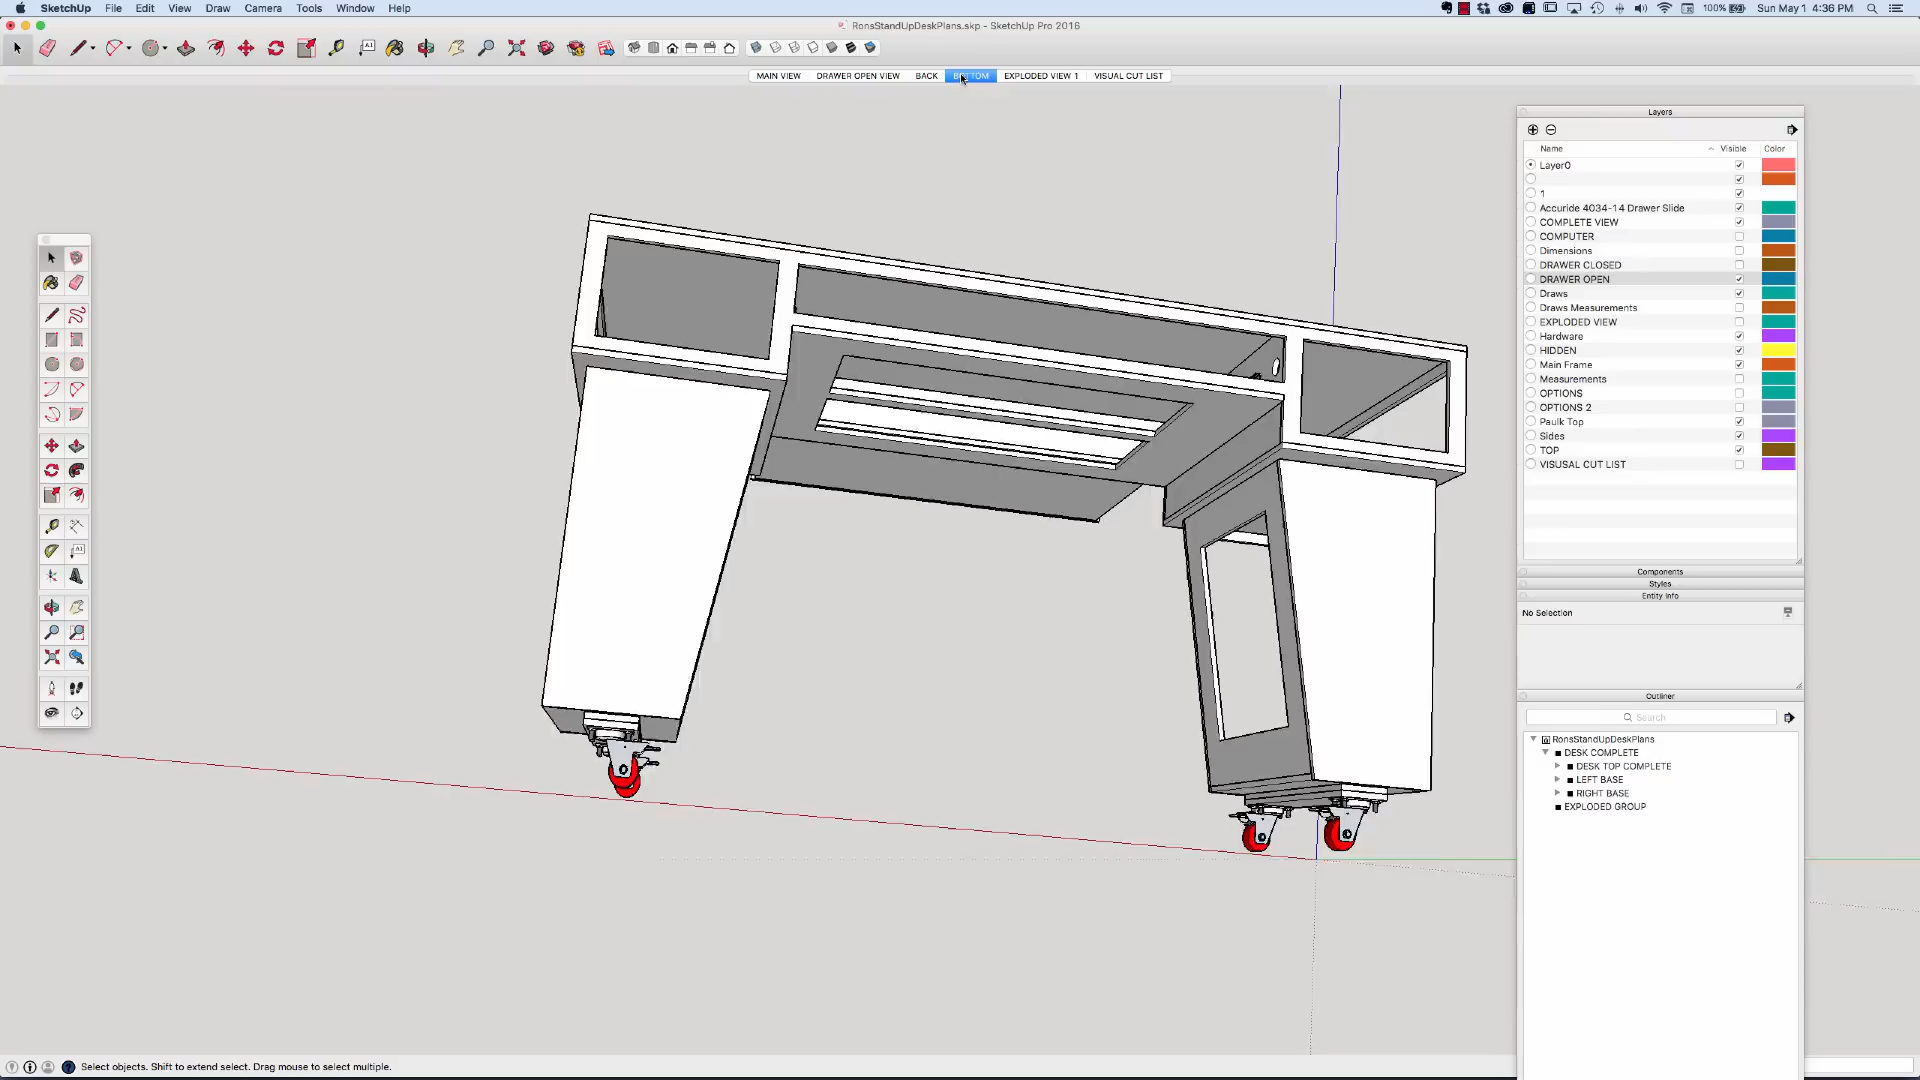 SketchUp File Edit View Draw Camera Tools Window Help
100% Sun May 1 4:36 PM
RonsStandUpDeskPlans.skp - SketchUp Pro 2016
MAIN VIEW DRAWER OPEN VIEW BACK BOTTOM EXPLODED VIEW 1 VISUAL CUT LIST
Layers
Name Visible Color
Layer0
1
Accuride 4034-14 Drawer Slide
COMPLETE VIEW
COMPUTER
Dimensions
DRAWER CLOSED
DRAWER OPEN
Draws
Draws Measurements
EXPLODED VIEW
Hardware
HIDDEN
Main Frame
Measurements
OPTIONS
OPTIONS 2
Paulk Top
Sides
TOP
VISUSAL CUT LIST
Components
Styles
Entity Info
No Selection
Outliner
Search
RonsStandUpDeskPlans
DESK COMPLETE
DESK TOP COMPLETE
LEFT BASE
RIGHT BASE
EXPLODED GROUP
Select objects. Shift to extend select. Drag mouse to select multiple.